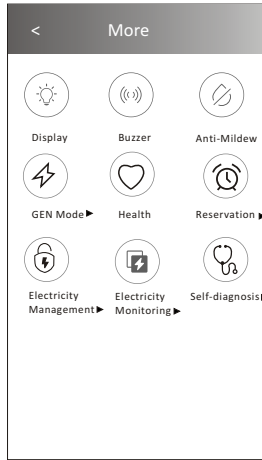 < More
Display Buzzer Anti-Mildew
GEN Mode▶ Health Reservation▶
Electricity Electricity Self-diagnosis▶
Management▶ Monitoring▶